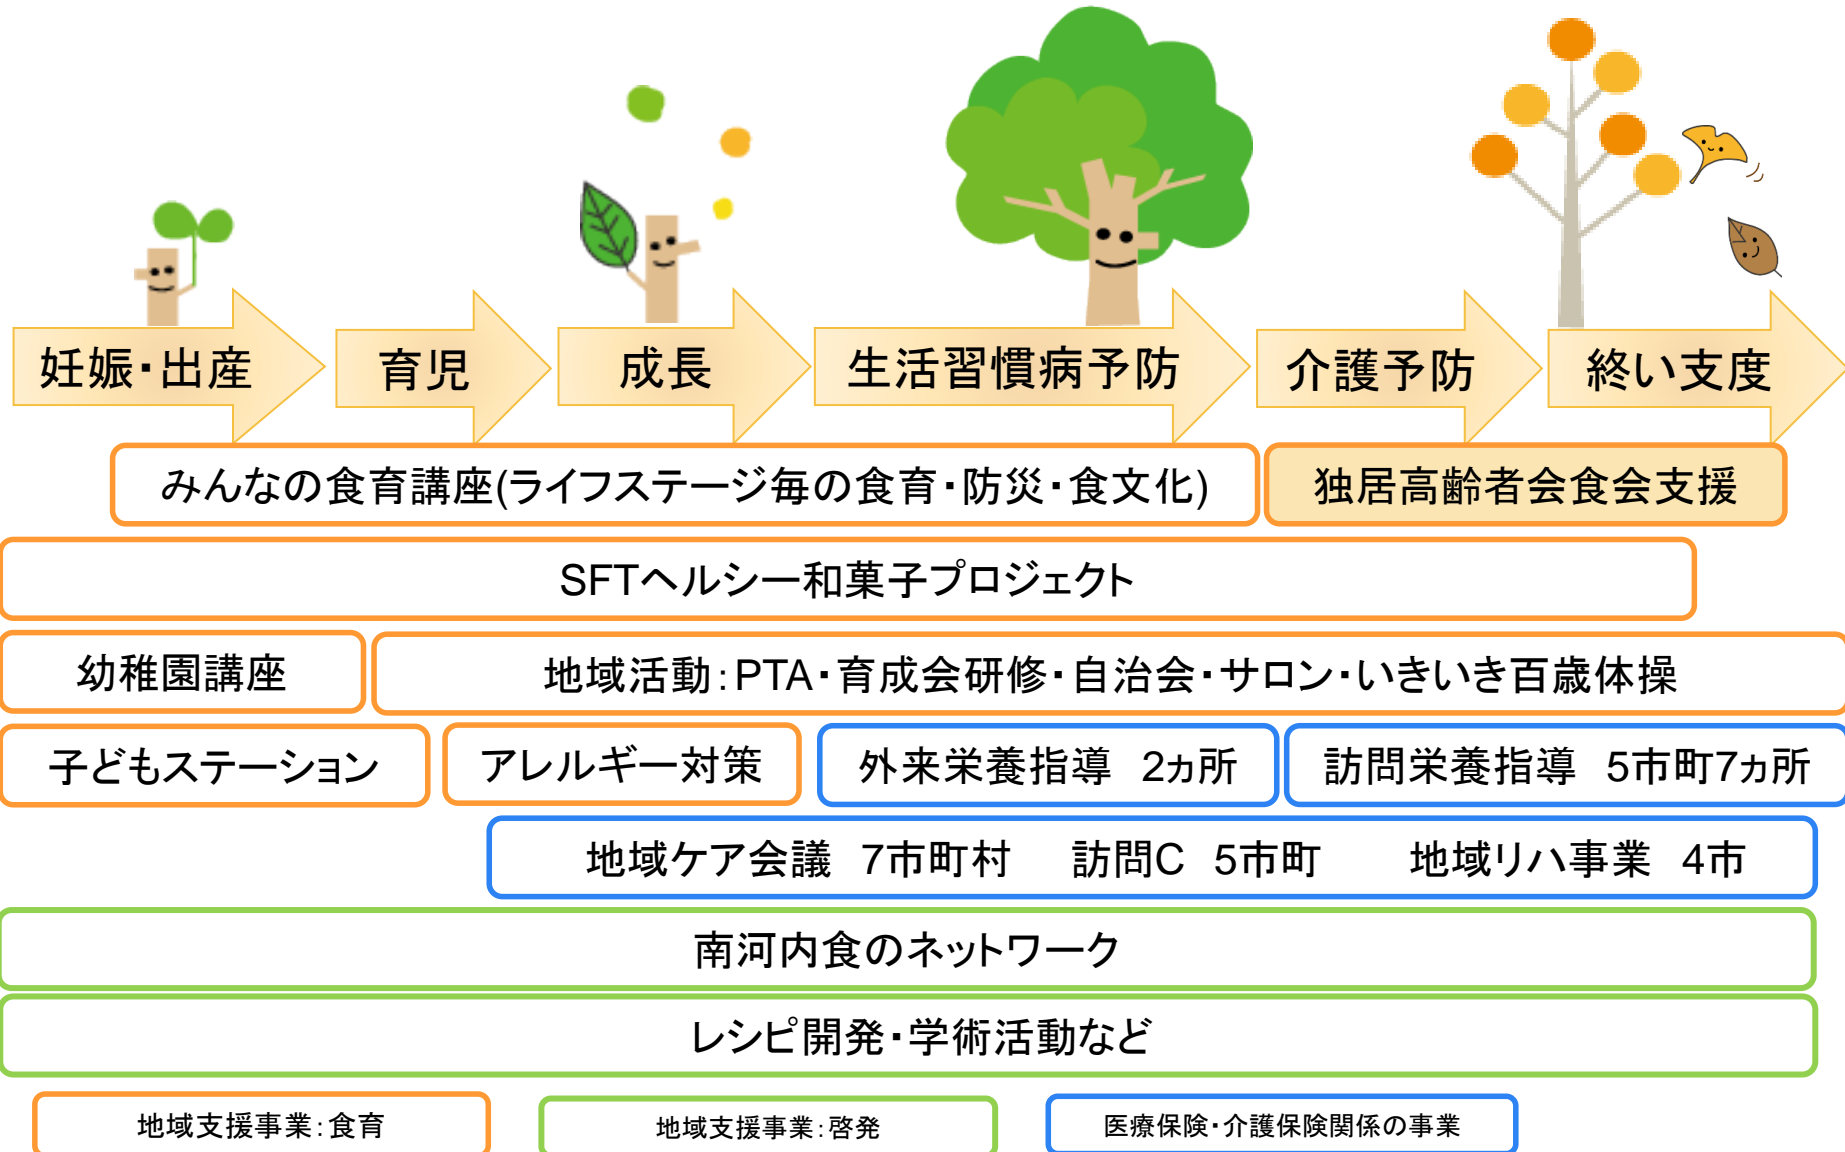 妊娠・出産
育児
成長
生活習慣病予防
介護予防
終い支度
みんなの食育講座(ライフステージ毎の食育・防災・食文化)
独居高齢者会食会支援
SFTヘルシー和菓子プロジェクト
幼稚園講座
地域活動：PTA・育成会研修・自治会・サロン・いきいき百歳体操
子どもステーション
アレルギー対策
外来栄養指導　2ヵ所
訪問栄養指導　5市町7ヵ所
地域ケア会議　7市町村　訪問C　5市町　地域リハ事業　4市
南河内食のネットワーク
レシピ開発・学術活動など
地域支援事業：食育
地域支援事業：啓発
医療保険・介護保険関係の事業